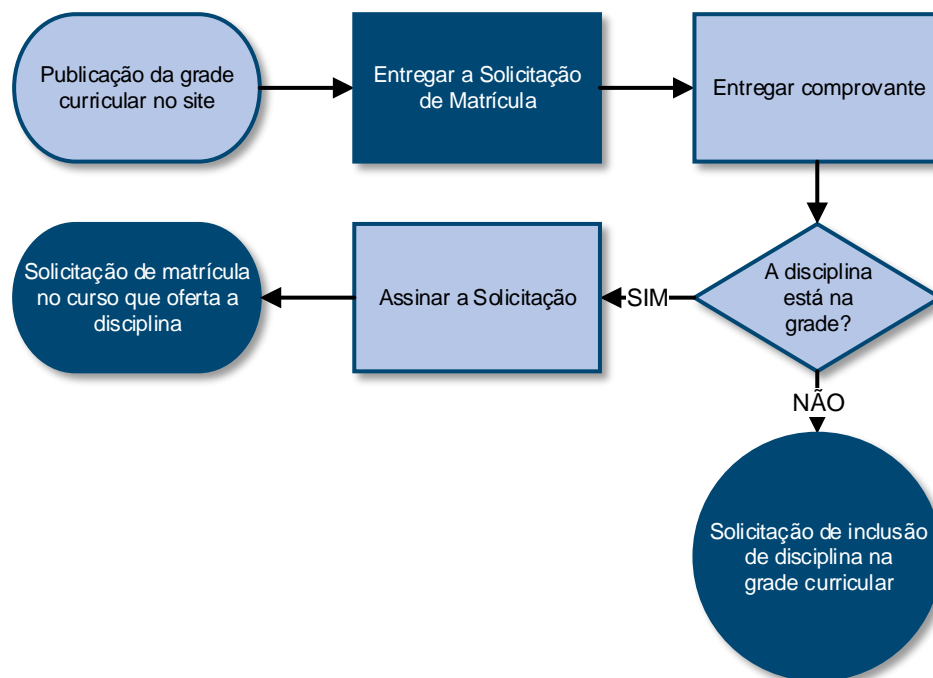 Publicação da grade
curricular no site
Entregar a Solicitação
de Matrícula
Entregar comprovante
A disciplina
está na
grade?
SIM
Assinar a Solicitação
Solicitação de matrícula
no curso que oferta a
disciplina
NÃO
Solicitação de inclusão
de disciplina na
grade curricular